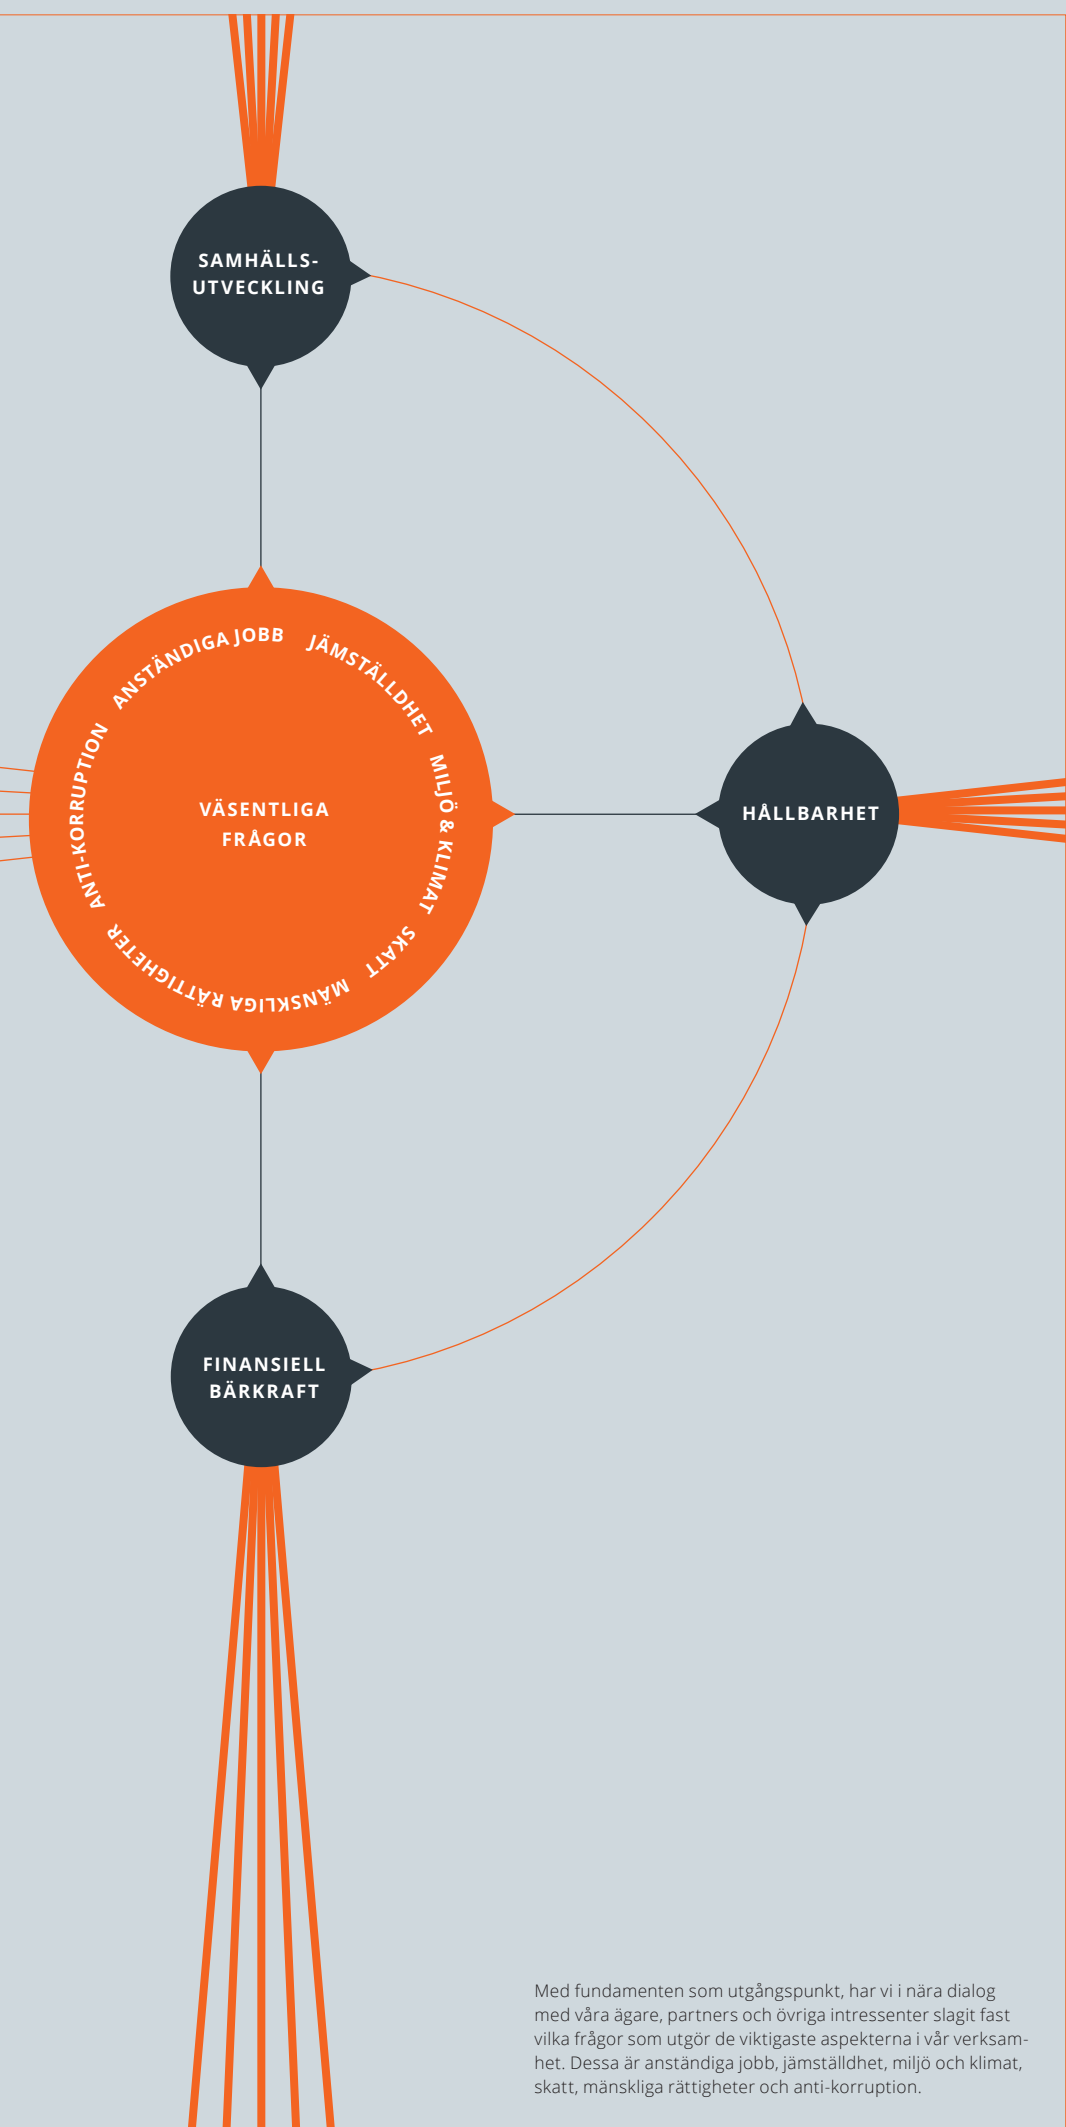 SAMHÄLLS-
UTVECKLING
ANSTÄNDIGA JOBB
JÄMSTÄLLDHET
MILJÖ & KLIMAT
SKATT
MÄNSKLIGA RÄTTIGHETER
ANTI-KORRUPTION
VÄSENTLIGA
FRÅGOR
HÅLLBARHET
FINANSIELL
BÄRKRAFT
Med fundamenten som utgångspunkt, har vi i nära dialog
med våra ägare, partners och övriga intressenter slagit fast
vilka frågor som utgör de viktigaste aspekterna i vår verksam-
het. Dessa är anständiga jobb, jämställdhet, miljö och klimat,
skatt, mänskliga rättigheter och anti-korruption.